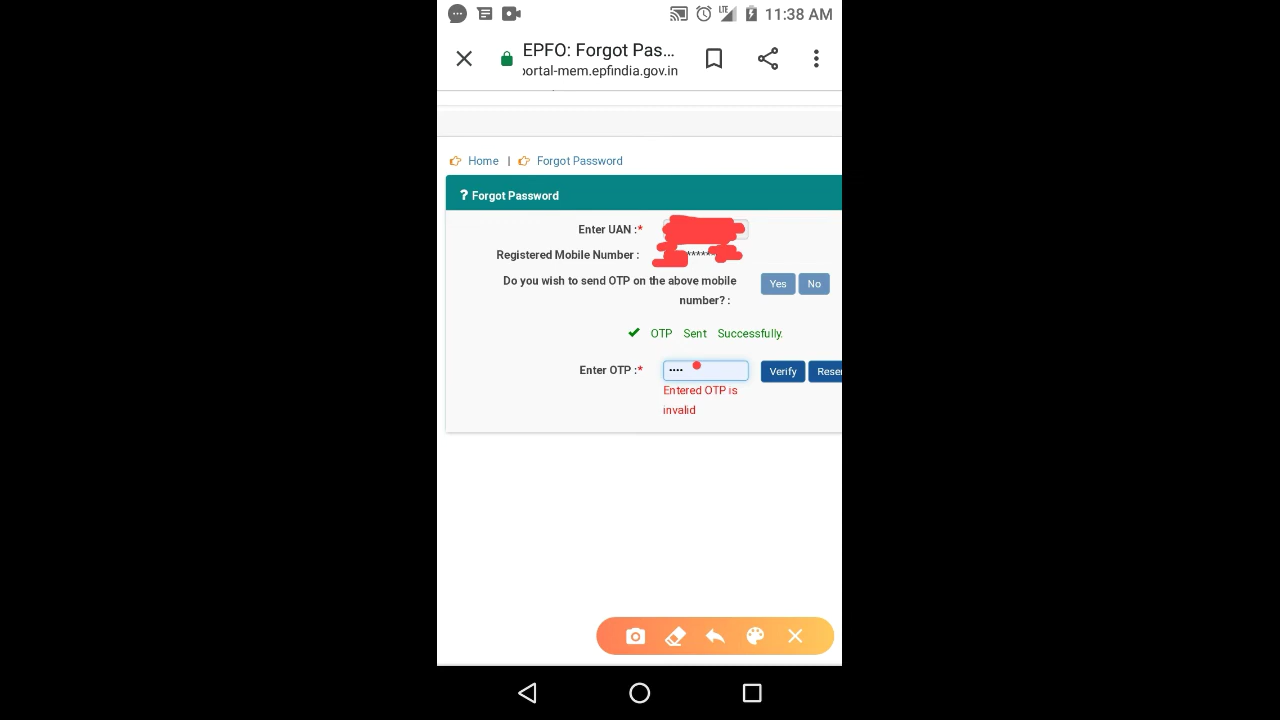 LTE 11:38 AM
EPFO: Forgot Pas...
portal-mem.epfindia.gov.in
Home | Forgot Password
? Forgot Password
Enter UAN :*
Registered Mobile Number :
******
Do you wish to send OTP on the above mobile
number? :
Yes No
OTP Sent Successfully.
Enter OTP :* •••• Verify Rese
Entered OTP is
invalid